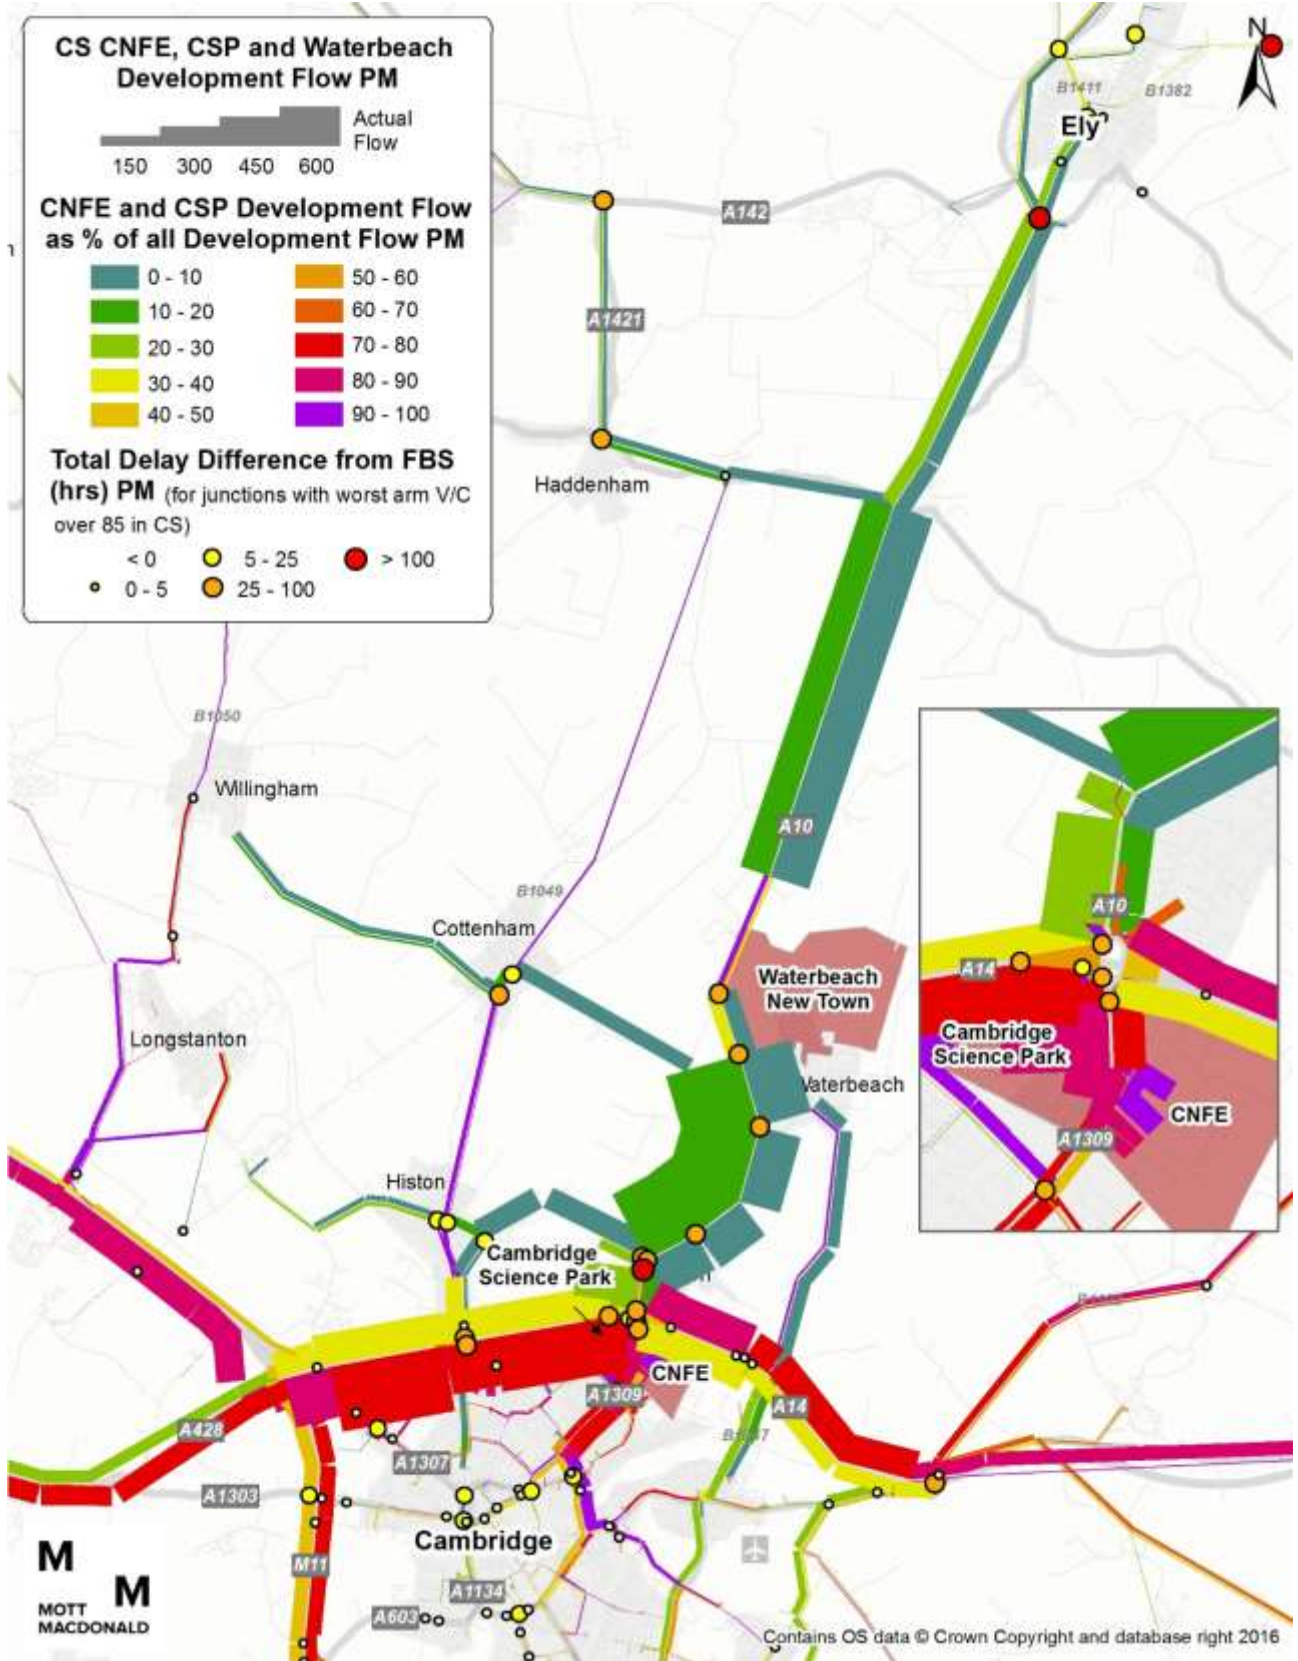 CS CNFE, CSP and Waterbeach
Development Flow PM
Actual
Flow
150 300 450 600
CNFE and CSP Development Flow
as % of all Development Flow PM
0 - 10 50 - 60
10 - 20 60 - 70
20 - 30 70 - 80
30 - 40 80 - 90
40 - 50 90 - 100
Total Delay Difference from FBS
(hrs) PM (for junctions with worst arm V/C
over 85 in CS)
< 0 5 - 25 > 100
0 - 5 25 - 100
N
B1411
B1382
Ely
A142
A1421
Haddenham
B1050
Willingham
A10
B1049
Cottenham
Waterbeach
New Town
Longstanton
Waterbeach
Histon
Cambridge
Science Park
CNFE
A1309
A14
A428
A1307
A1303
Cambridge
M11
A1134
A603
A10
A14
Cambridge
Science Park
CNFE
A1309
M
M
MOTT
MACDONALD
Contains OS data © Crown Copyright and database right 2016